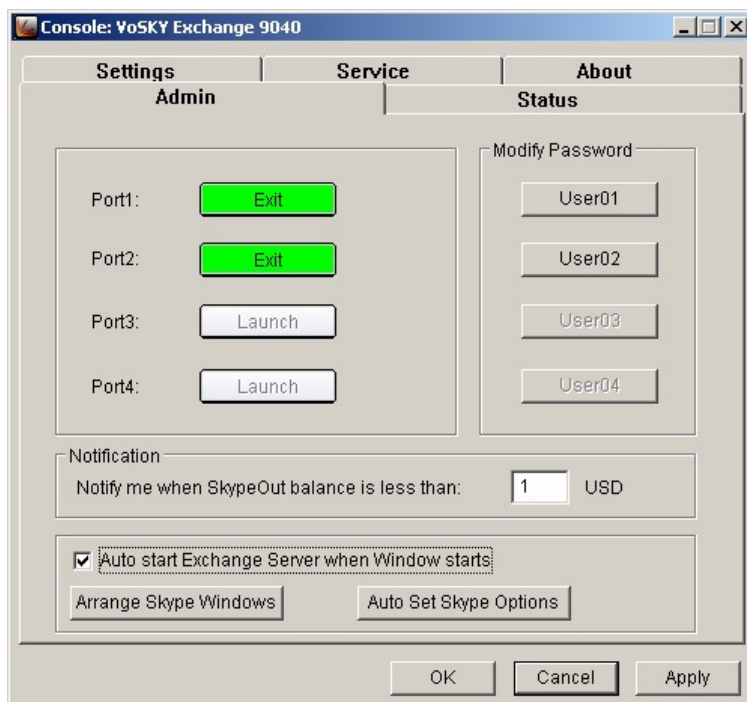 Console: VoSKY Exchange 9040
Settings
Service
About
Admin
Status
Modify Password
Port1:
Exit
User01
Port2:
Exit
User02
Port3:
Launch
User03
Port4:
Launch
User04
Notification
Notify me when SkypeOut balance is less than: 1 USD
Auto start Exchange Server when Window starts
Arrange Skype Windows
Auto Set Skype Options
OK
Cancel
Apply